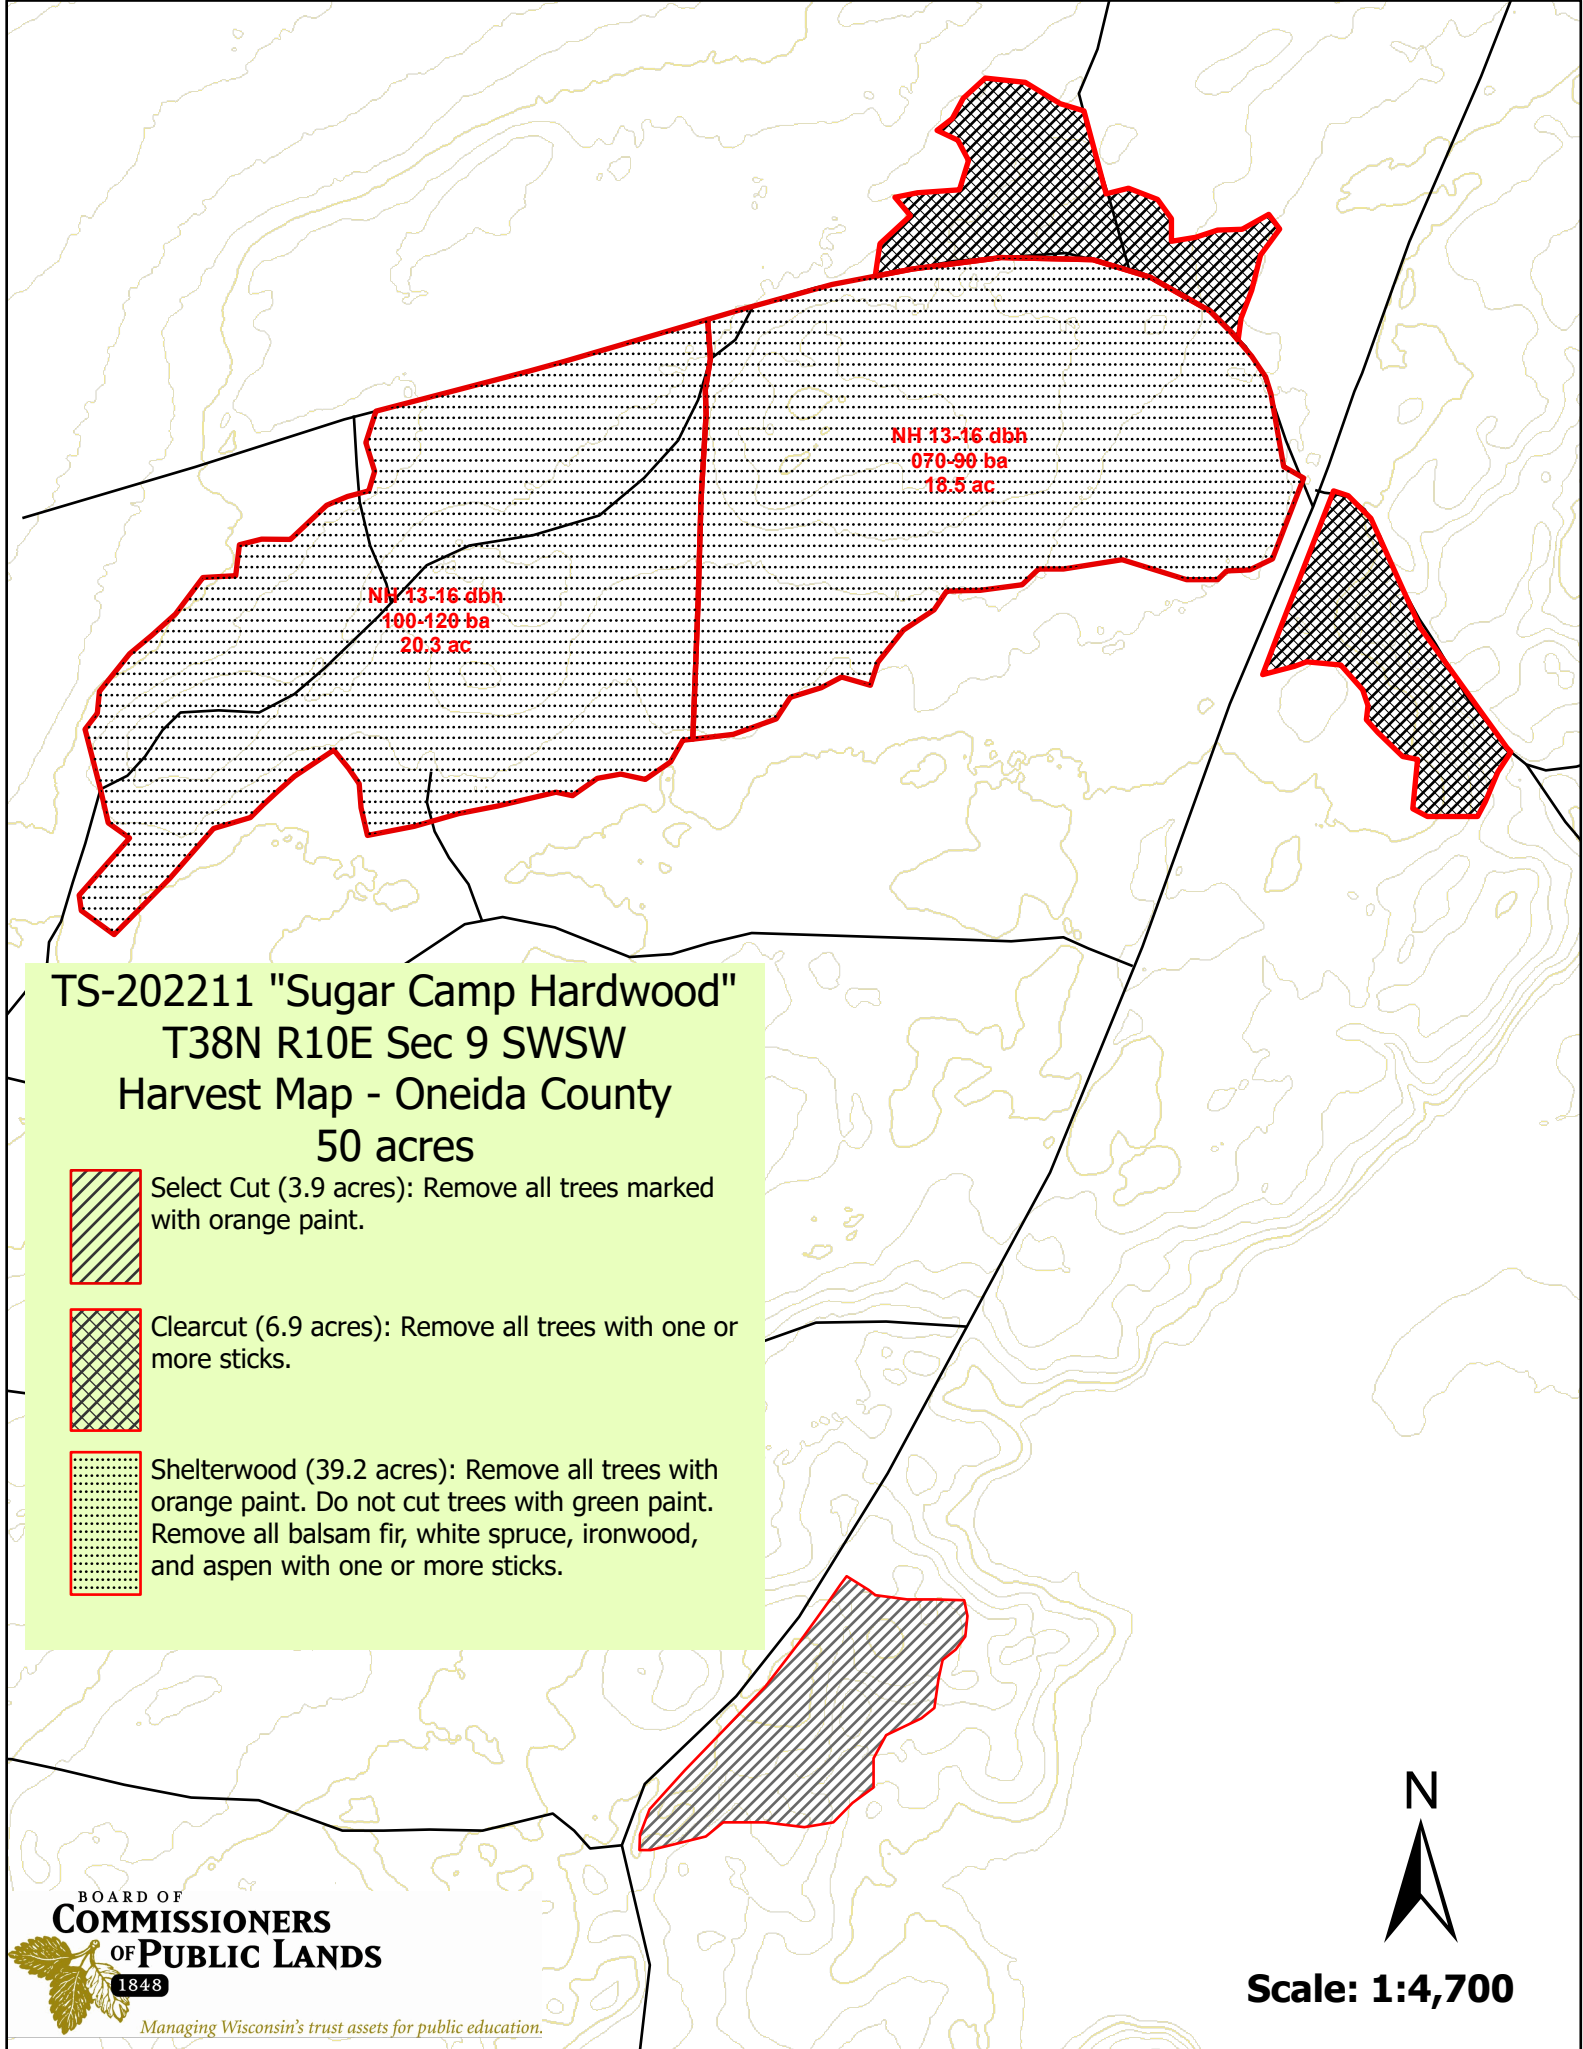 NH 13-16 dbh
070-90 ba
18.5 ac
NH 13-16 dbh
100-120 ba
20.3 ac
TS-202211 "Sugar Camp Hardwood"
T38N R10E Sec 9 SWSW
Harvest Map - Oneida County
50 acres
Select Cut (3.9 acres): Remove all trees marked
with orange paint.
Clearcut (6.9 acres): Remove all trees with one or
more sticks.
Shelterwood (39.2 acres): Remove all trees with
orange paint. Do not cut trees with green paint.
Remove all balsam fir, white spruce, ironwood,
and aspen with one or more sticks.
N
Scale: 1:4,700
BOARD OF
COMMISSIONERS
OF PUBLIC LANDS
1848
Managing Wisconsin's trust assets for public education.